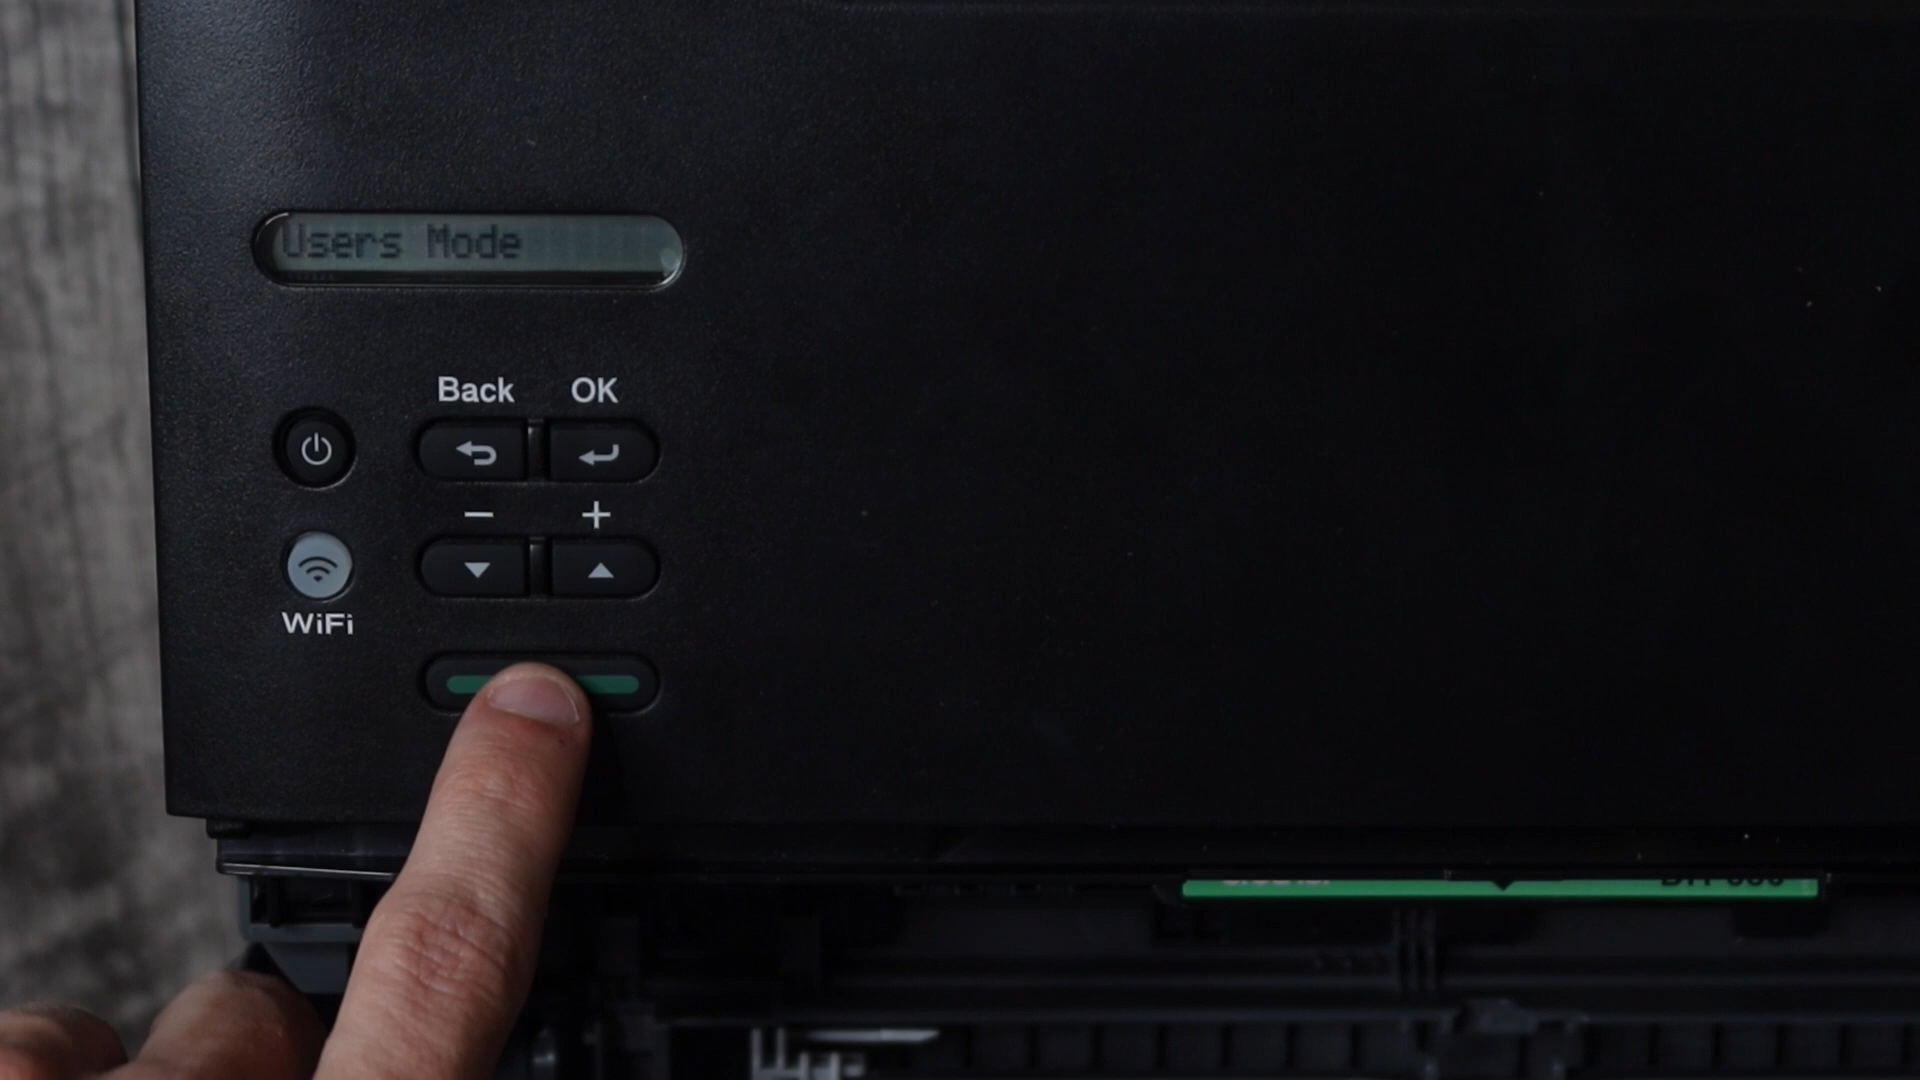 Users Mode
Back OK
− +
WiFi